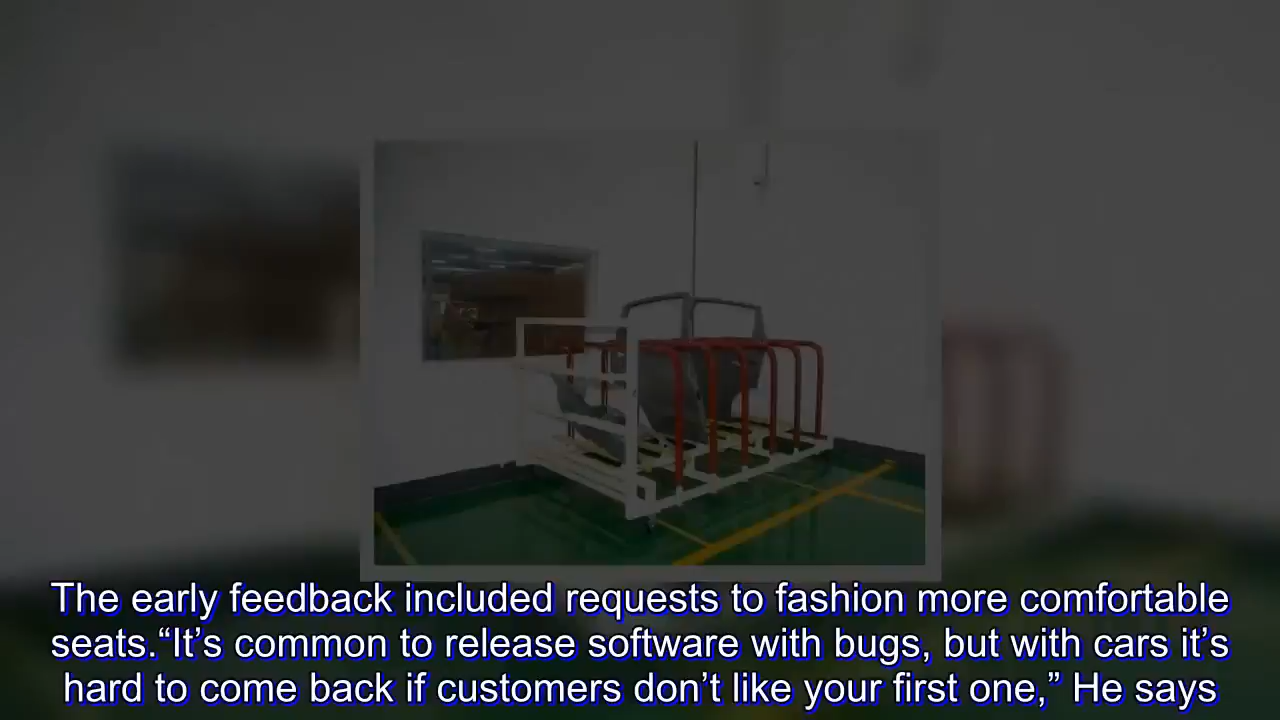 The early feedback included requests to fashion more comfortable
seats.“It’s common to release software with bugs, but with cars it’s
hard to come back if customers don’t like your first one,” He says